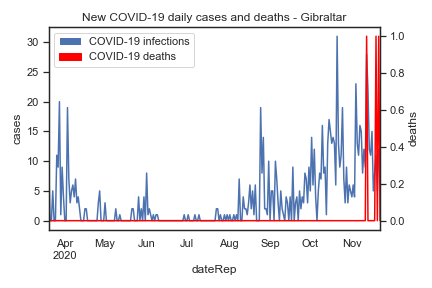 New COVID-19 daily cases and deaths - Gibraltar
COVID-19 infections
COVID-19 deaths
30
25
20
15
10
5
0
cases
1.0
0.8
0.6
0.4
0.2
0.0
deaths
Apr May Jun Jul Aug Sep Oct Nov
2020
dateRep